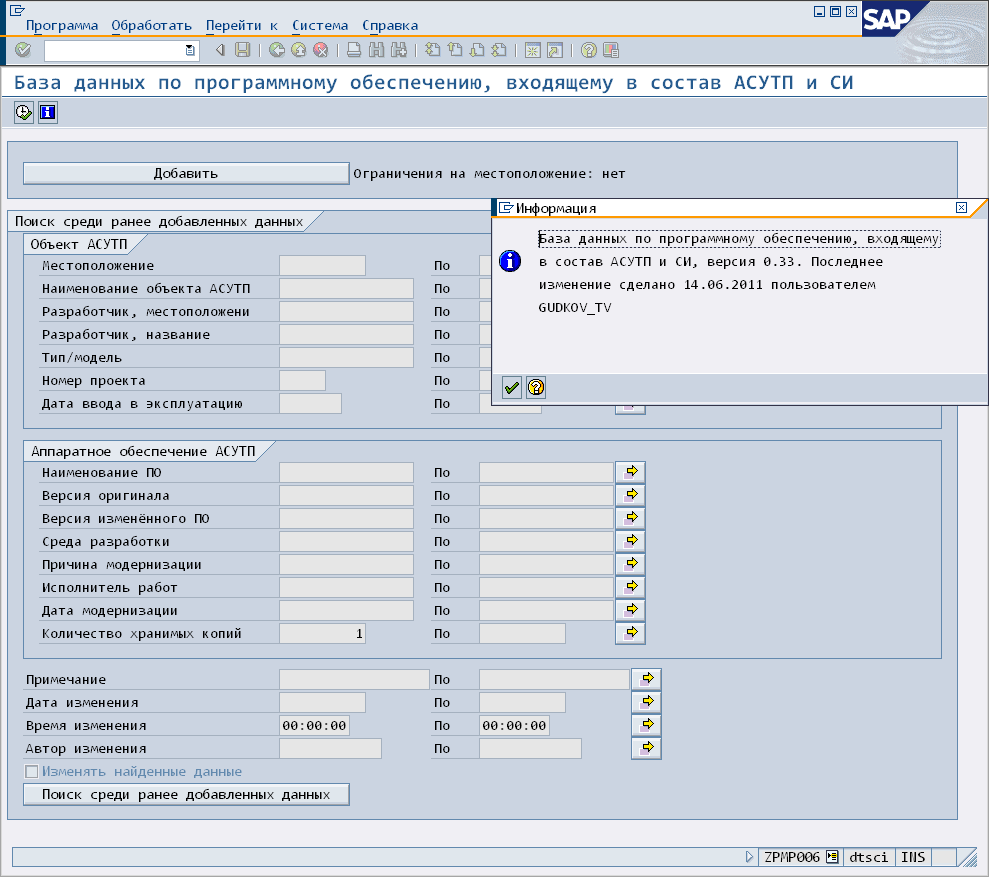 Программа Обработать Перейти к Система Справка
SAP
База данных по программному обеспечению, входящему в состав АСУТП и СИ
Добавить Ограничения на местоположение: нет
Информация
База данных по программному обеспечению, входящему
в состав АСУТП и СИ, версия 0.33. Последнее
изменение сделано 14.06.2011 пользователем
GUDKOV_TV
Поиск среди ранее добавленных данных
Объект АСУТП
Местоположение По
Наименование объекта АСУТП По
Разработчик, местоположени По
Разработчик, название По
Тип/модель По
Номер проекта По
Дата ввода в эксплуатацию По
Аппаратное обеспечение АСУТП
Наименование ПО По
Версия оригинала По
Версия изменённого ПО По
Среда разработки По
Причина модернизации По
Исполнитель работ По
Дата модернизации По
Количество хранимых копий 1 По
Примечание По
Дата изменения По
Время изменения 00:00:00 По 00:00:00
Автор изменения По
Изменять найденные данные
Поиск среди ранее добавленных данных
ZPMP006 dtsci INS